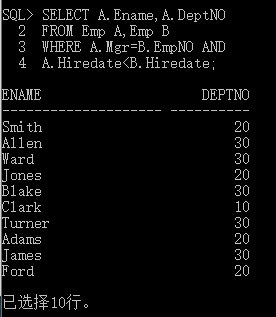 SQL> SELECT A.Ename,A.DeptNO
2 FROM Emp A,Emp B
3 WHERE A.Mgr=B.EmpNO AND
4 A.Hiredate<B.Hiredate;
ENAME DEPTNO
-------------------- ----------
Smith 20
Allen 30
Ward 30
Jones 20
Blake 30
Clark 10
Turner 30
Adams 20
James 30
Ford 20
已选择10行。